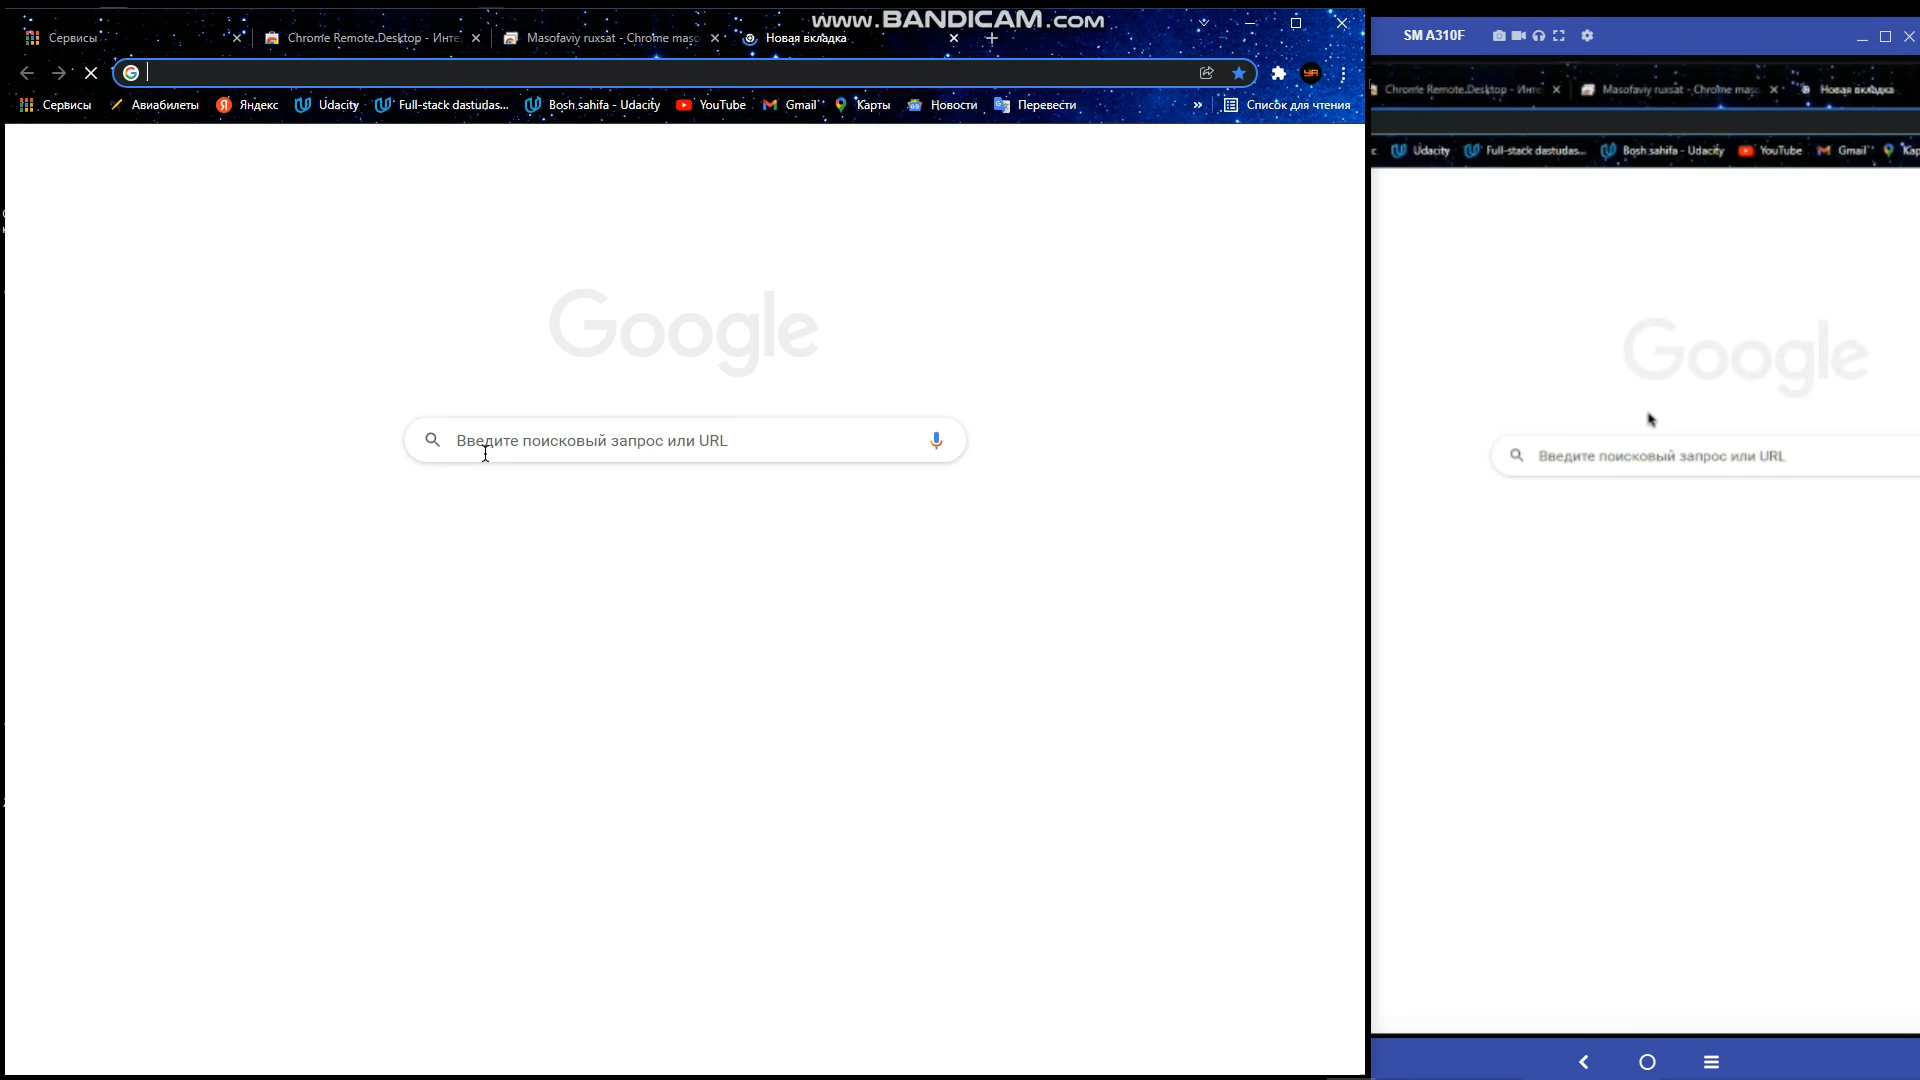 www.BANDICAM.com
Сервисы
Chrome Remote Desktop - Инте
Masofaviy ruxsat - Chrome maso
Новая вкладка
Сервисы
Авиабилеты
Яндекс
Udacity
Full-stack dastudas...
Bosh sahifa - Udacity
YouTube
Gmail
Карты
Новости
Перевести
»
Список для чтения
Google
Введите поисковый запрос или URL
SM A310F
Chrome Remote Desktop - Инте
Masofaviy ruxsat - Chrome maso
Новая вкладка
Udacity
Full-stack dastudas...
Bosh sahifa - Udacity
YouTube
Gmail
Кар
Google
Введите поисковый запрос или URL